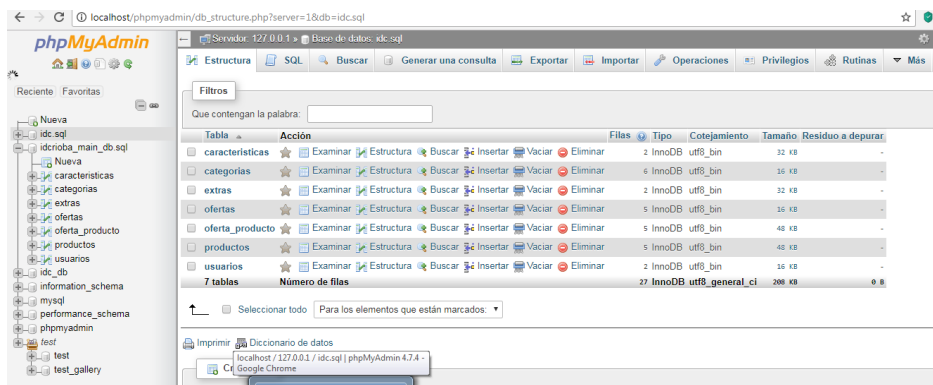 localhost/phpmyadmin/db_structure.php?server=1&db=idc.sql
phpMyAdmin
Reciente Favoritas
Nueva
idc.sql
idcrioba_main_db.sql
Nueva
caracteristicas
categorias
extras
ofertas
oferta_producto
productos
usuarios
idc_db
information_schema
mysql
performance_schema
phpmyadmin
test
test
test_gallery
Servidor: 127.0.0.1 » Base de datos: idc.sql
Estructura SQL Buscar Generar una consulta Exportar Importar Operaciones Privilegios Rutinas Más
Filtros
Que contengan la palabra:
Tabla Acción Filas Tipo Cotejamiento Tamaño Residuo a depurar
caracteristicas Examinar Estructura Buscar Insertar Vaciar Eliminar 2 InnoDB utf8_bin 32 KB -
categorias Examinar Estructura Buscar Insertar Vaciar Eliminar 6 InnoDB utf8_bin 16 KB -
extras Examinar Estructura Buscar Insertar Vaciar Eliminar 2 InnoDB utf8_bin 32 KB -
ofertas Examinar Estructura Buscar Insertar Vaciar Eliminar 5 InnoDB utf8_bin 16 KB -
oferta_producto Examinar Estructura Buscar Insertar Vaciar Eliminar 5 InnoDB utf8_bin 48 KB -
productos Examinar Estructura Buscar Insertar Vaciar Eliminar 5 InnoDB utf8_bin 48 KB -
usuarios Examinar Estructura Buscar Insertar Vaciar Eliminar 2 InnoDB utf8_bin 16 KB -
7 tablas Número de filas 27 InnoDB utf8_general_ci 208 KB 0 B
Seleccionar todo Para los elementos que están marcados:
Imprimir Diccionario de datos
localhost / 127.0.0.1 / idc.sql | phpMyAdmin 4.7.4 -
Google Chrome